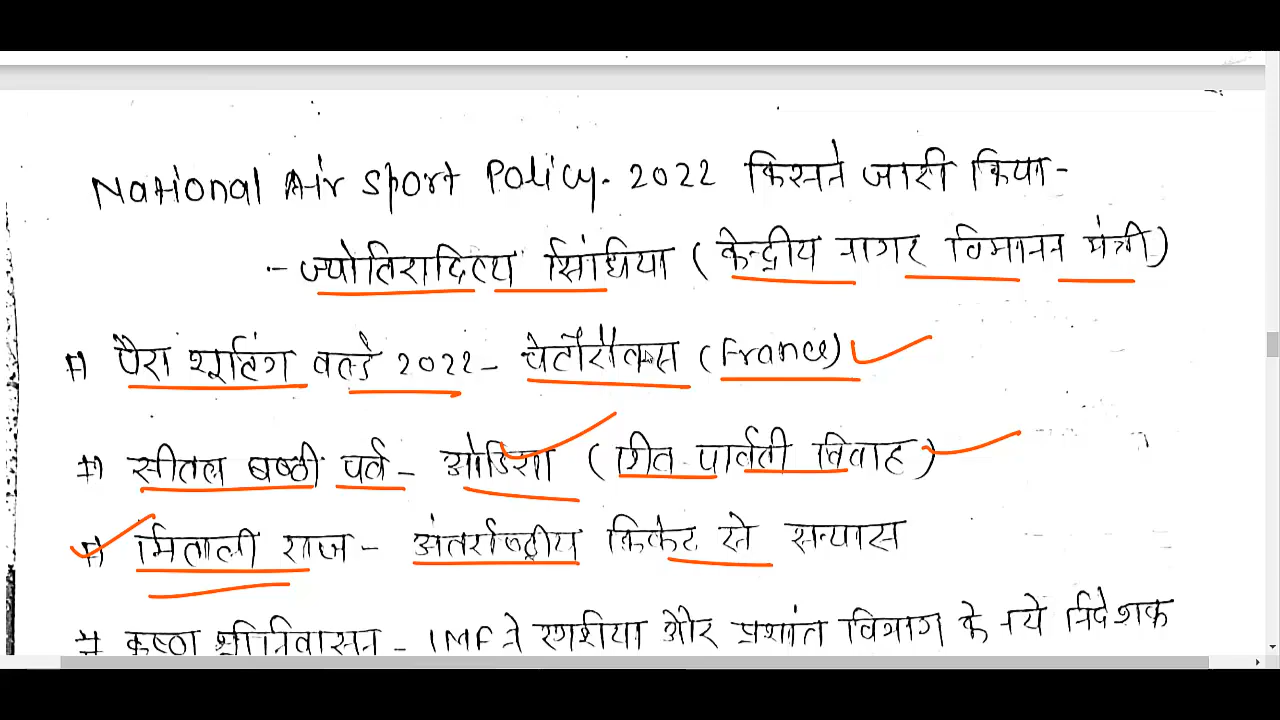 National Air Sport Policy. 2022 किसने जारी किया-
:- ज्योतिरादित्य सिंधिया (केन्द्रीय नागर विमानन मंत्री)
# पैरा शूटिंग वर्ल्ड 2022 - चेटौरौक्स (France)
# सीतल षष्ठी पर्व - ओडिसा (शिव पार्वती विवाह)
# मिताली राज - अंतर्राष्ट्रीय क्रिकेट से सन्यास
# कृष्णा श्रीनिवासन - IMF ने एशिया और प्रशांत विभाग के नये निदेशक